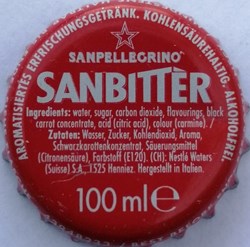 AROMATISIERTES ERFRISCHUNGSGETRÄNK. KOHLENSÄUREHALTIG. ALKOHOLFREI.
SANPELLEGRINO
SANBITTÈR
Ingredients: water, sugar, carbon dioxide, flavourings, black
carrot concentrate, acid (citric acid), colour (carmine). /
Zutaten: Wasser, Zucker, Kohlendioxid, Aroma,
Schwarzkarottenkonzentrat, Säuerungsmittel
(Citronensäure), Farbstoff (E120). (CH): Nestlé Waters
(Suisse) S.A., 1525 Henniez. Hergestellt in Italien.
100 ml ℮